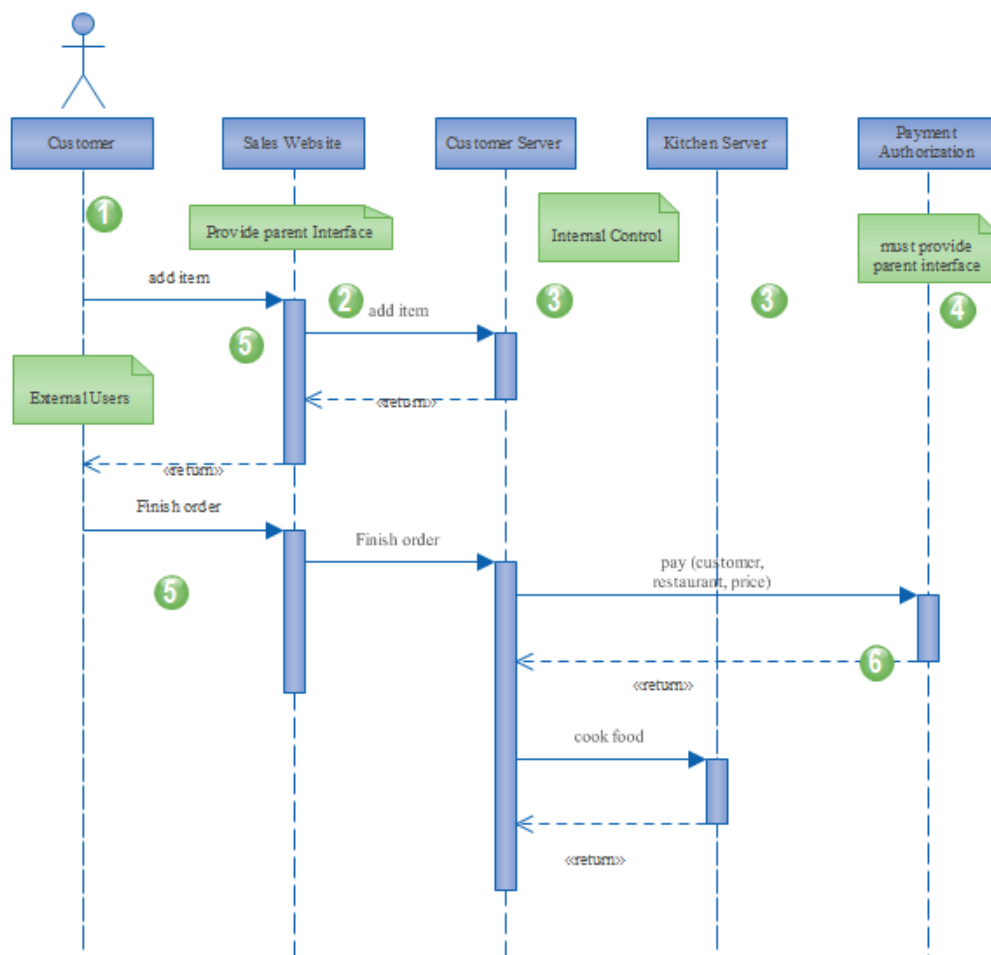 Customer
Sales Website
Customer Server
Kitchen Server
Payment
Authorization
1
Provide parent Interface
Internal Control
must provide
parent interface
add item
2
add item
3
3
4
5
External Users
«return»
«return»
Finish order
Finish order
5
pay (customer,
restaurant, price)
6
«return»
cook food
«return»